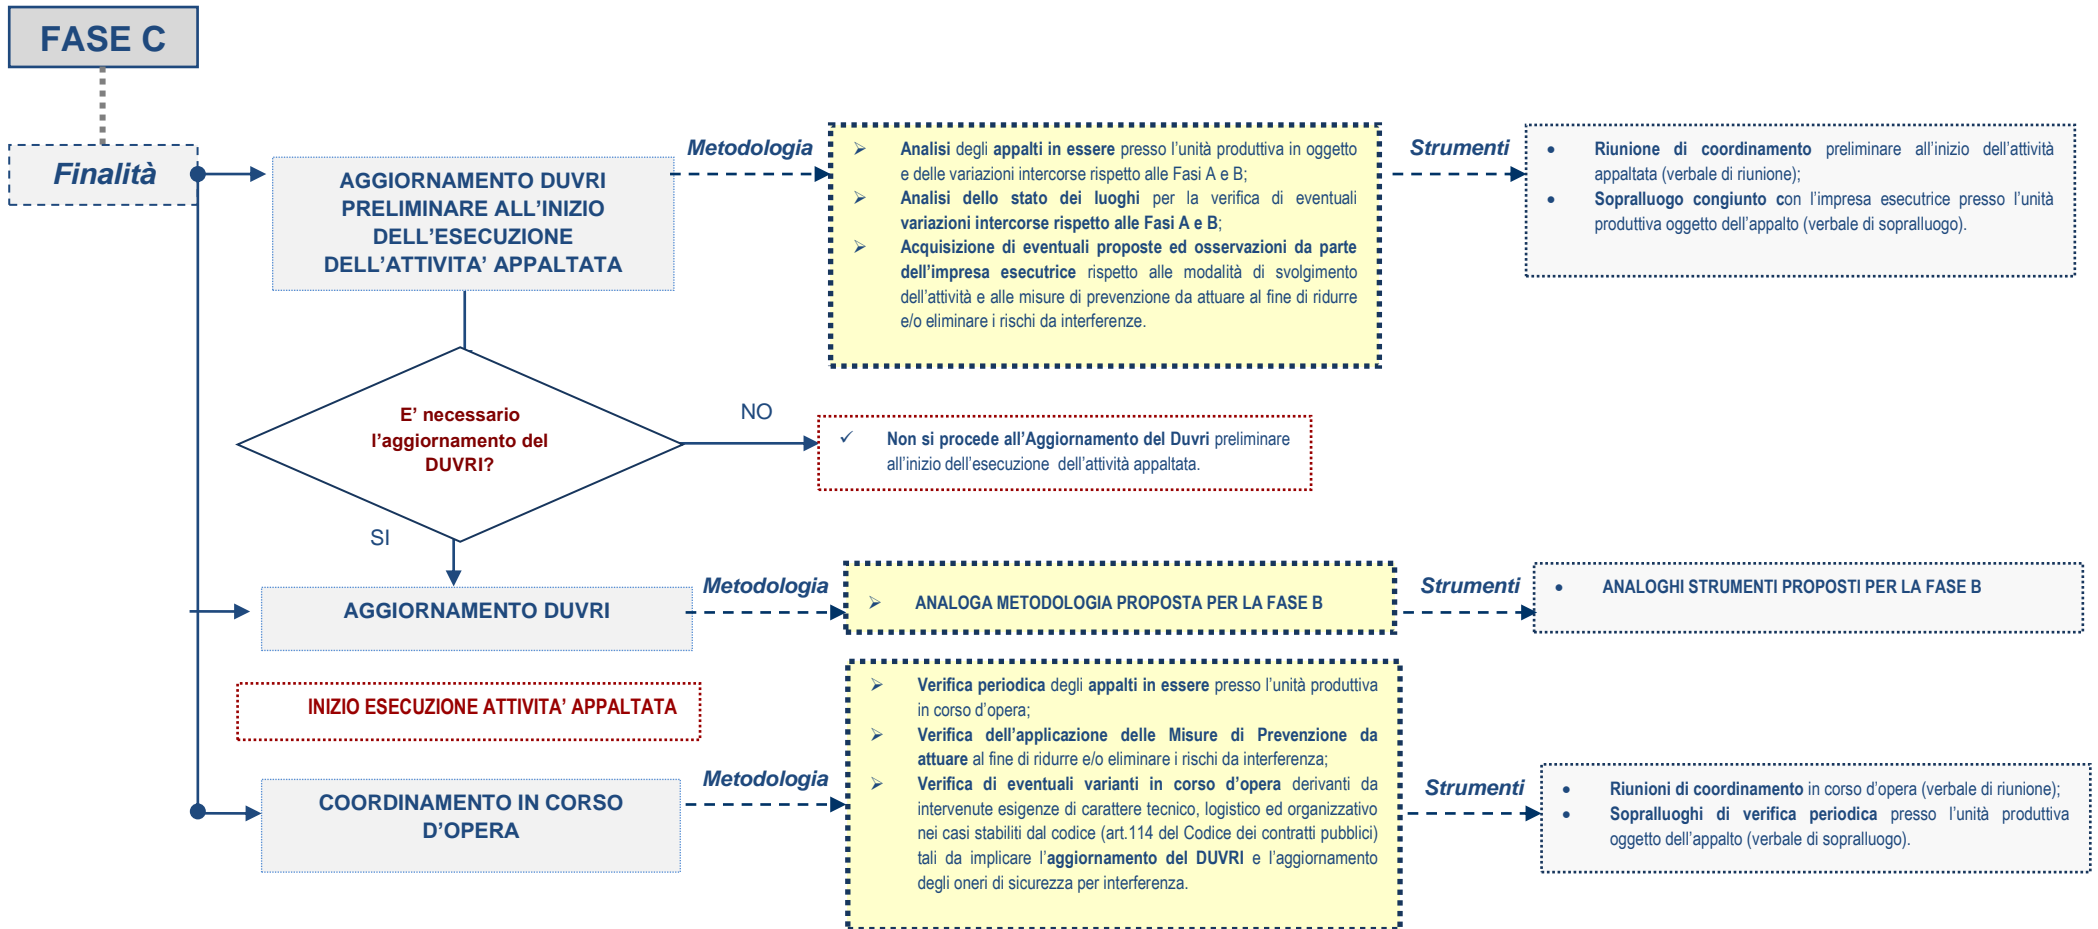 FASE C
Finalità
AGGIORNAMENTO DUVRI
PRELIMINARE ALL’INIZIO
DELL’ESECUZIONE
DELL’ATTIVITA’ APPALTATA
Metodologia
➢ Analisi degli appalti in essere presso l’unità produttiva in oggetto
e delle variazioni intercorse rispetto alle Fasi A e B;
➢ Analisi dello stato dei luoghi per la verifica di eventuali
variazioni intercorse rispetto alle Fasi A e B;
➢ Acquisizione di eventuali proposte ed osservazioni da parte
dell’impresa esecutrice rispetto alle modalità di svolgimento
dell’attività e alle misure di prevenzione da attuare al fine di ridurre
e/o eliminare i rischi da interferenze.
Strumenti
• Riunione di coordinamento preliminare all’inizio dell’attività
appaltata (verbale di riunione);
• Sopralluogo congiunto con l’impresa esecutrice presso l’unità
produttiva oggetto dell’appalto (verbale di sopralluogo).
E’ necessario
l’aggiornamento del
DUVRI?
NO
✓ Non si procede all’Aggiornamento del Duvri preliminare
all’inizio dell’esecuzione dell’attività appaltata.
SI
AGGIORNAMENTO DUVRI
Metodologia
➢ ANALOGA METODOLOGIA PROPOSTA PER LA FASE B
Strumenti
• ANALOGHI STRUMENTI PROPOSTI PER LA FASE B
INIZIO ESECUZIONE ATTIVITA’ APPALTATA
COORDINAMENTO IN CORSO
D’OPERA
Metodologia
➢ Verifica periodica degli appalti in essere presso l’unità produttiva
in corso d’opera;
➢ Verifica dell’applicazione delle Misure di Prevenzione da
attuare al fine di ridurre e/o eliminare i rischi da interferenza;
➢ Verifica di eventuali varianti in corso d’opera derivanti da
intervenute esigenze di carattere tecnico, logistico ed organizzativo
nei casi stabiliti dal codice (art.114 del Codice dei contratti pubblici)
tali da implicare l’aggiornamento del DUVRI e l’aggiornamento
degli oneri di sicurezza per interferenza.
Strumenti
• Riunioni di coordinamento in corso d’opera (verbale di riunione);
• Sopralluoghi di verifica periodica presso l’unità produttiva
oggetto dell’appalto (verbale di sopralluogo).